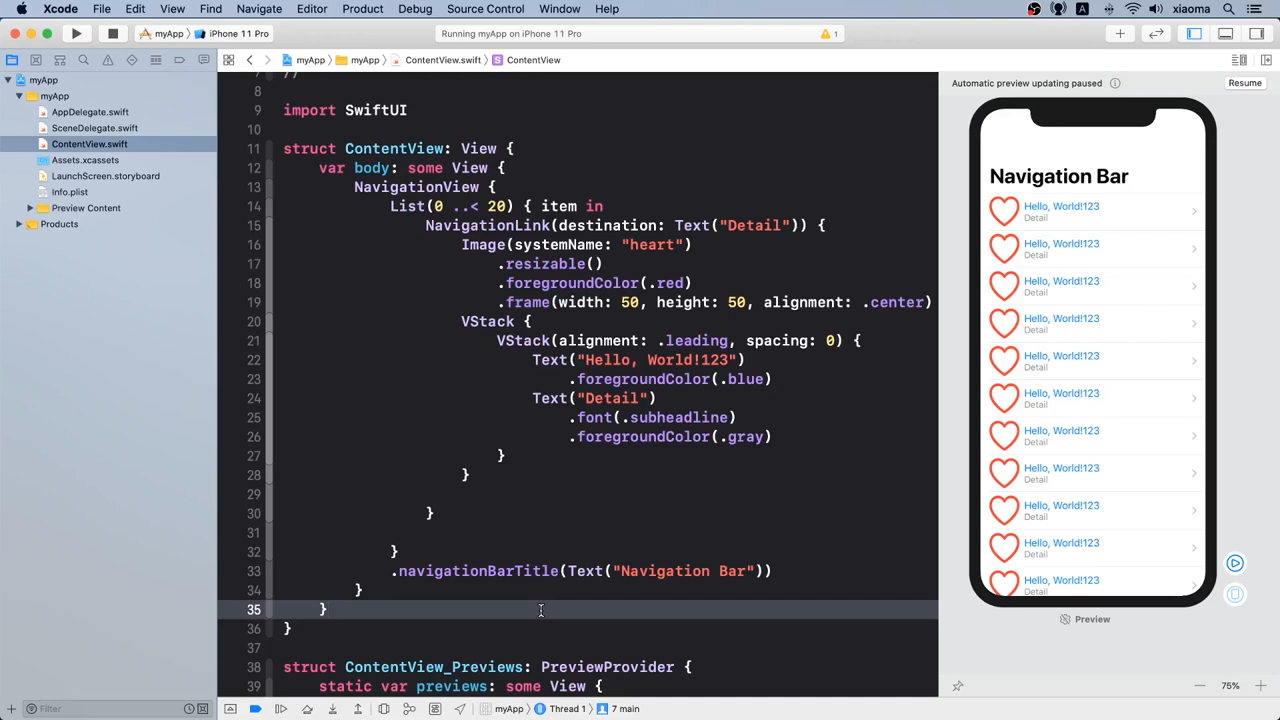 Xcode File Edit View Find Navigate Editor Product Debug Source Control Window Help A xiaoma
myApp iPhone 11 Pro Running myApp on iPhone 11 Pro 1
myApp myApp ContentView.swift S ContentView
myApp
myApp
AppDelegate.swift
SceneDelegate.swift
ContentView.swift
Assets.xcassets
LaunchScreen.storyboard
Info.plist
Preview Content
Products
Filter
7 //
8
9 import SwiftUI
10
11 struct ContentView: View {
12 var body: some View {
13 NavigationView {
14 List(0 ..< 20) { item in
15 NavigationLink(destination: Text("Detail")) {
16 Image(systemName: "heart")
17 .resizable()
18 .foregroundColor(.red)
19 .frame(width: 50, height: 50, alignment: .center)
20 VStack {
21 VStack(alignment: .leading, spacing: 0) {
22 Text("Hello, World!123")
23 .foregroundColor(.blue)
24 Text("Detail")
25 .font(.subheadline)
26 .foregroundColor(.gray)
27 }
28 }
29
30 }
31
32 }
33 .navigationBarTitle(Text("Navigation Bar"))
34 }
35 }
36 }
37
38 struct ContentView_Previews: PreviewProvider {
39 static var previews: some View {
myApp Thread 1 7 main
Automatic preview updating paused Resume
Navigation Bar
Hello, World!123
Detail
Hello, World!123
Detail
Hello, World!123
Detail
Hello, World!123
Detail
Hello, World!123
Detail
Hello, World!123
Detail
Hello, World!123
Detail
Hello, World!123
Detail
Hello, World!123
Detail
Hello, World!123
Detail
Hello, World!123
Detail
Preview
75%